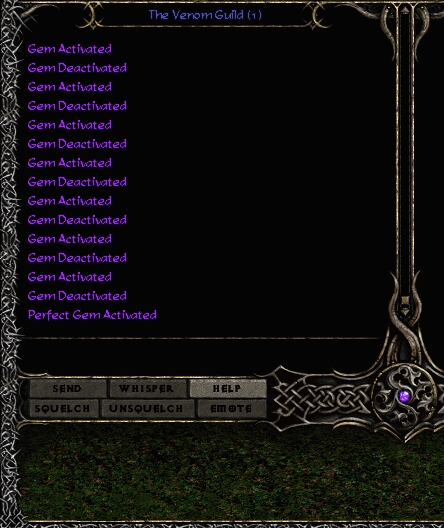 The Venom Guild (1)
Gem Activated
Gem Deactivated
Gem Activated
Gem Deactivated
Gem Activated
Gem Deactivated
Gem Activated
Gem Deactivated
Gem Activated
Gem Deactivated
Gem Activated
Gem Deactivated
Gem Activated
Gem Deactivated
Perfect Gem Activated
SEND WHISPER HELP
SQUELCH UNSQUELCH EMOTE